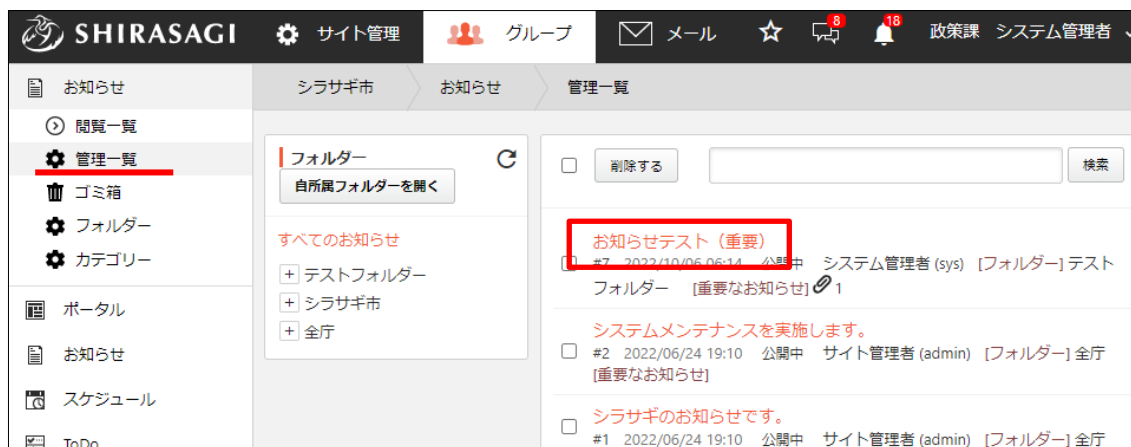 SHIRASAGI サイト管理 グループ メール 8 18 政策課 システム管理者
お知らせ
閲覧一覧
管理一覧
ゴミ箱
フォルダー
カテゴリー
ポータル
お知らせ
スケジュール
ToDo
シラサギ市 お知らせ 管理一覧
フォルダー
自所属フォルダーを開く
すべてのお知らせ
+ テストフォルダー
+ シラサギ市
+ 全庁
削除する 検索
お知らせテスト（重要）
#7 2022/10/06 06:14 公開中 システム管理者 (sys) [フォルダー] テスト
フォルダー [重要なお知らせ] 1
システムメンテナンスを実施します。
#2 2022/06/24 19:10 公開中 サイト管理者 (admin) [フォルダー] 全庁
[重要なお知らせ]
シラサギのお知らせです。
#1 2022/06/24 19:10 公開中 サイト管理者 (admin) [フォルダー] 全庁